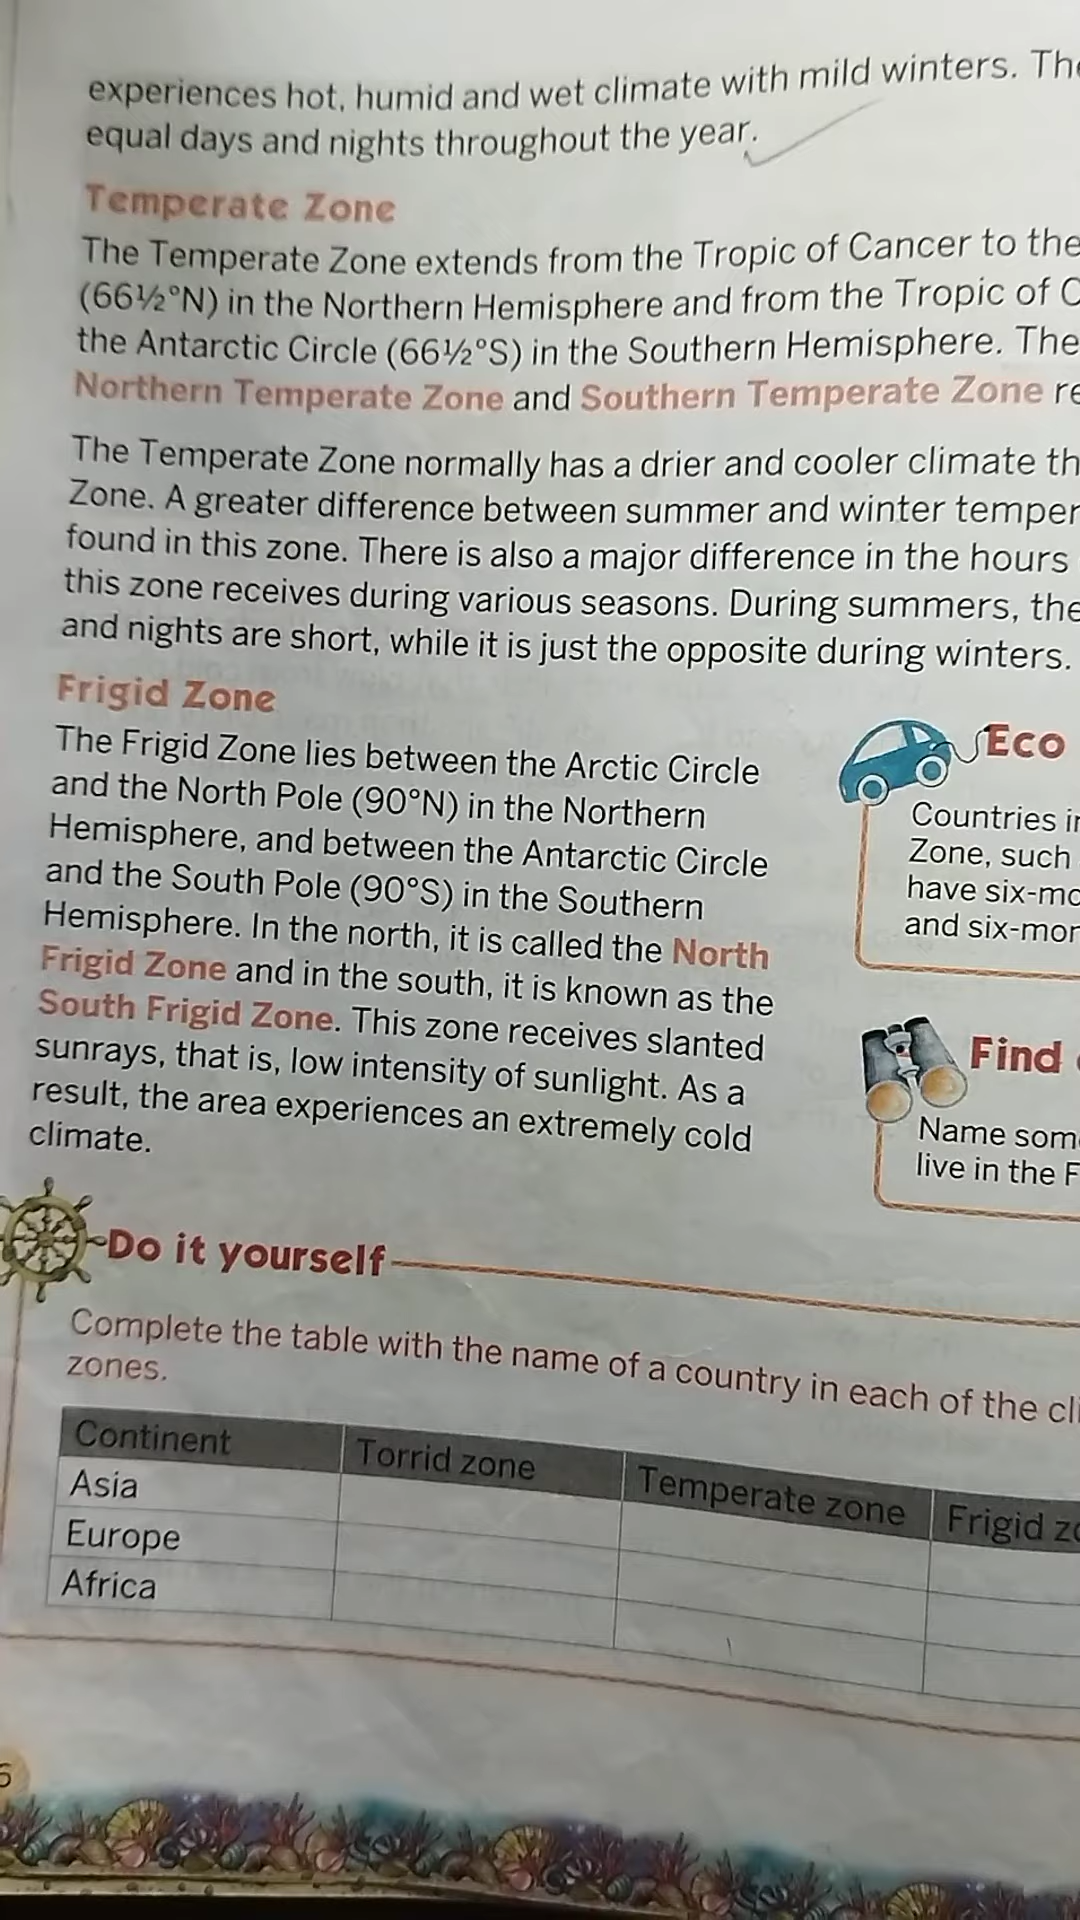 experiences hot, humid and wet climate with mild winters. The
equal days and nights throughout the year.
Temperate Zone
The Temperate Zone extends from the Tropic of Cancer to the
(66½°N) in the Northern Hemisphere and from the Tropic of C
the Antarctic Circle (66½°S) in the Southern Hemisphere. The
Northern Temperate Zone and Southern Temperate Zone re
The Temperate Zone normally has a drier and cooler climate th
Zone. A greater difference between summer and winter temper
found in this zone. There is also a major difference in the hours
this zone receives during various seasons. During summers, the
and nights are short, while it is just the opposite during winters.
Frigid Zone
The Frigid Zone lies between the Arctic Circle
and the North Pole (90°N) in the Northern
Hemisphere, and between the Antarctic Circle
and the South Pole (90°S) in the Southern
Hemisphere. In the north, it is called the North
Frigid Zone and in the south, it is known as the
South Frigid Zone. This zone receives slanted
sunrays, that is, low intensity of sunlight. As a
result, the area experiences an extremely cold
climate.
Eco
Countries in
Zone, such
have six-mo
and six-mon
Find
Name some
live in the F
Do it yourself
Complete the table with the name of a country in each of the cli
zones.
Continent Torrid zone Temperate zone Frigid zo
Asia
Europe
Africa
6